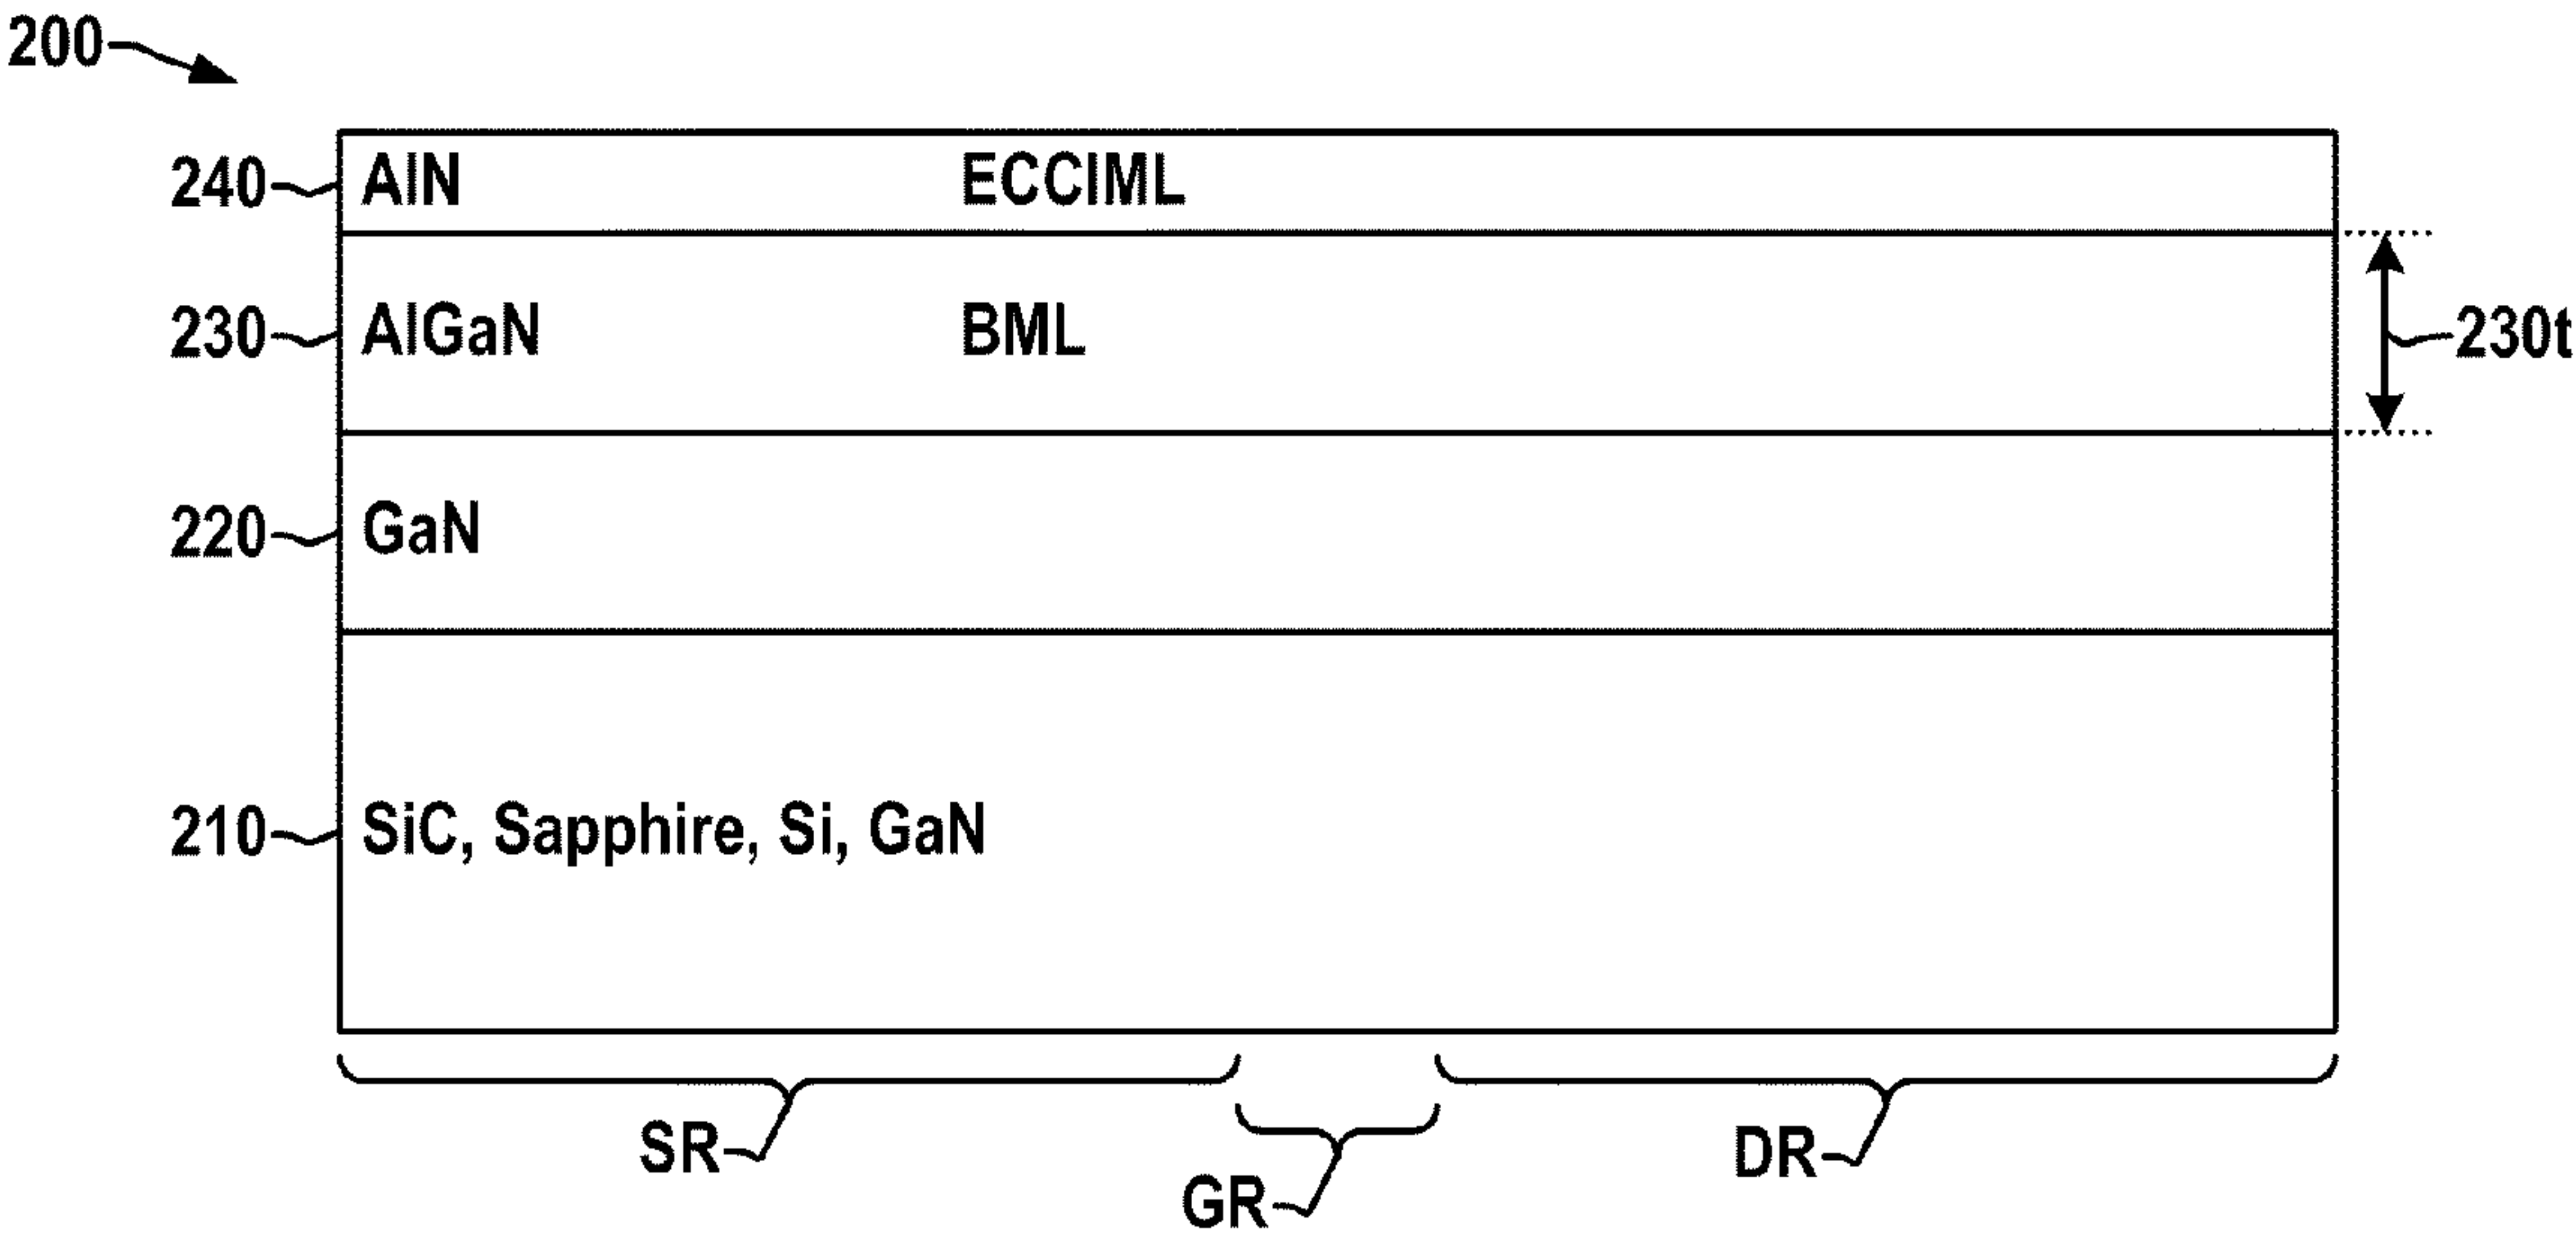 200
240 AlN ECCIML
230 AlGaN BML 230t
220 GaN
210 SiC, Sapphire, Si, GaN
SR GR DR